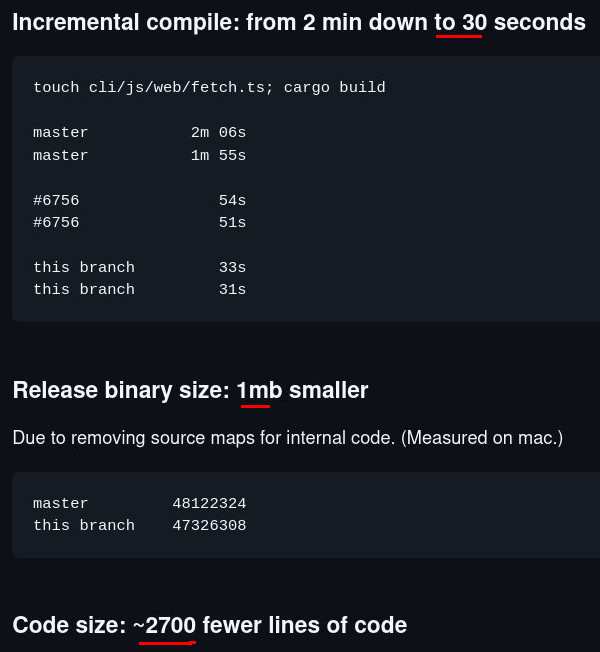 Incremental compile: from 2 min down to 30 seconds
touch cli/js/web/fetch.ts; cargo build
master 2m 06s
master 1m 55s
#6756 54s
#6756 51s
this branch 33s
this branch 31s
Release binary size: 1mb smaller
Due to removing source maps for internal code. (Measured on mac.)
master 48122324
this branch 47326308
Code size: ~2700 fewer lines of code